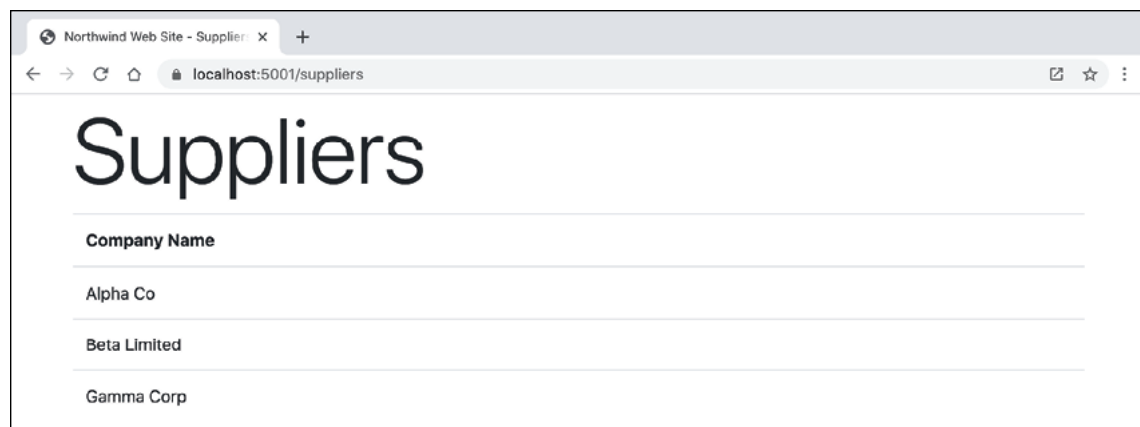 Northwind Web Site - Supplier
localhost:5001/suppliers
Suppliers
Company Name
Alpha Co
Beta Limited
Gamma Corp